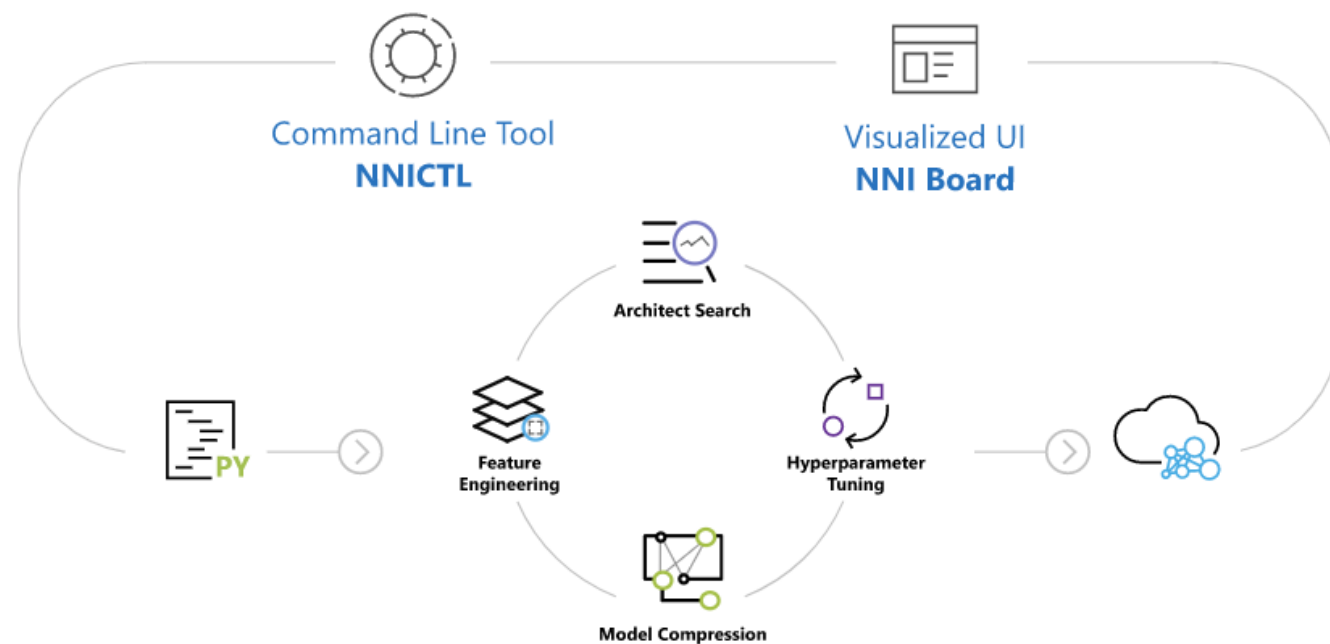 Command Line Tool
NNICTL
Visualized UI
NNI Board
Architect Search
PY
Feature
Engineering
Hyperparameter
Tuning
Model Compression